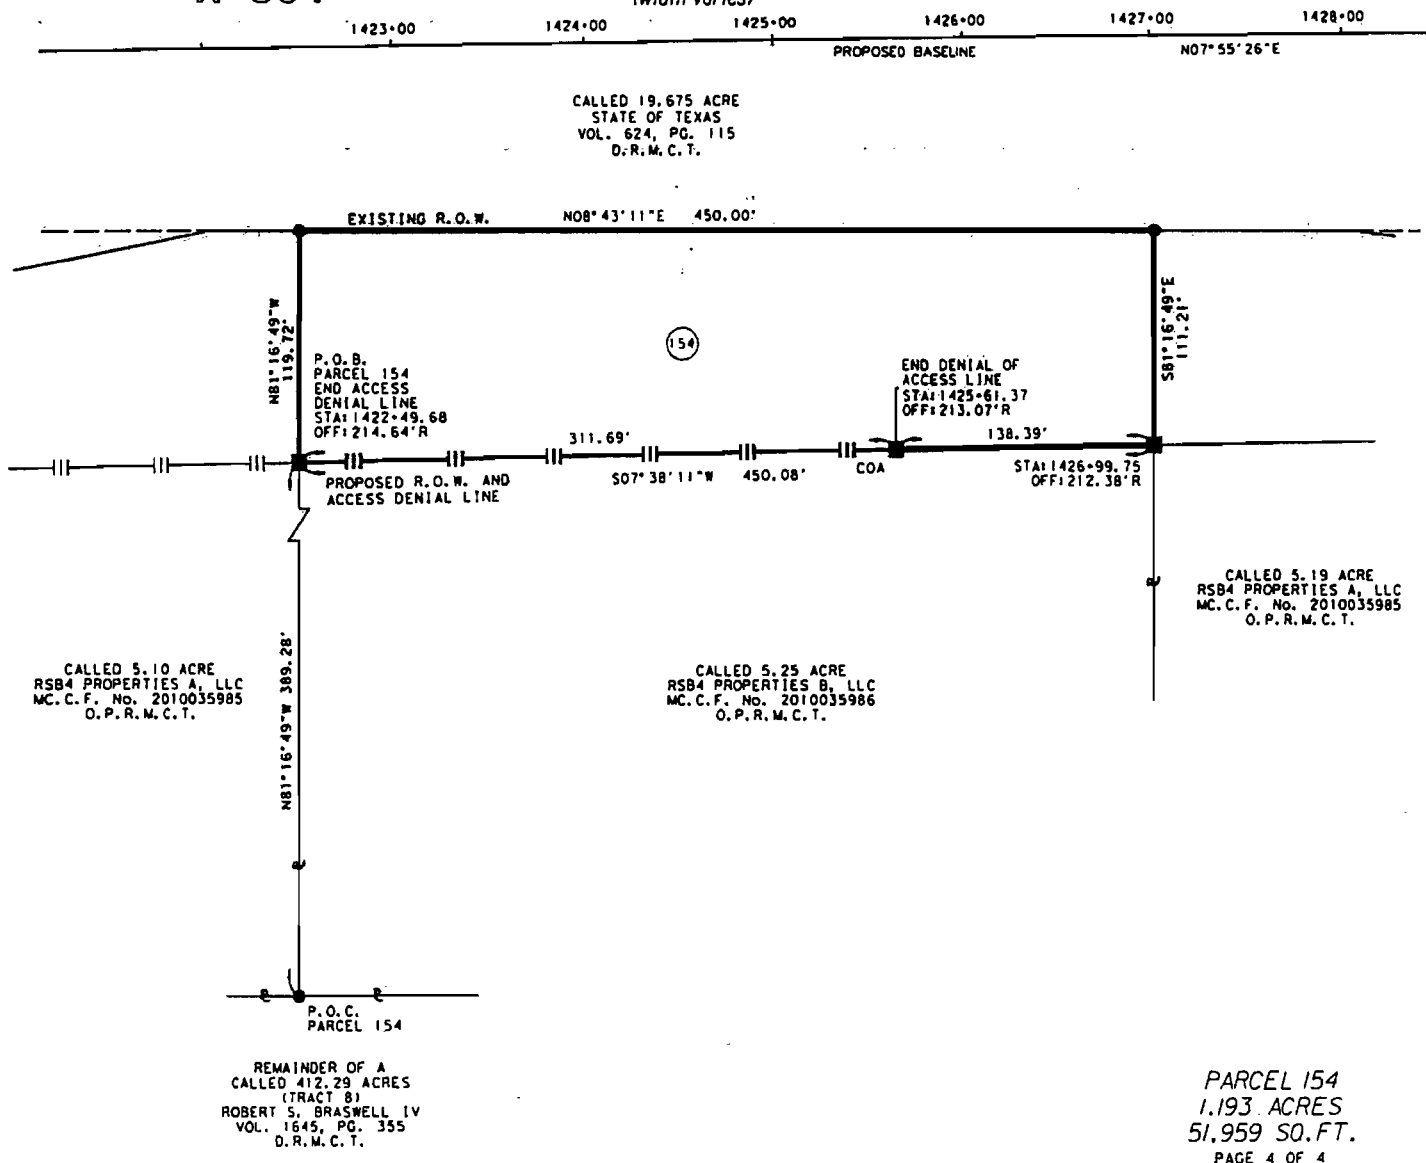 (width varies)
1423+00
1424+00
1425+00
1426+00
1427+00
1428+00
PROPOSED BASELINE
N07°55'26"E
CALLED 19.675 ACRE
STATE OF TEXAS
VOL. 624, PG. 115
D.R.M.C.T.
EXISTING R.O.W.
N08°43'11"E 450.00'
N81°16'49"W
119.72'
S81°16'49"E
111.21'
154
P.O.B.
PARCEL 154
END ACCESS
DENIAL LINE
STA:1422+49.68
OFF:214.64'R
END DENIAL OF
ACCESS LINE
STA:1425+61.37
OFF:213.07'R
311.69'
138.39'
PROPOSED R.O.W. AND
ACCESS DENIAL LINE
S07°38'11"W 450.08'
COA
STA:1426+99.75
OFF:212.38'R
CALLED 5.19 ACRE
RSB4 PROPERTIES A, LLC
MC.C.F. No. 2010035985
O.P.R.M.C.T.
N81°16'49"W 389.28'
CALLED 5.10 ACRE
RSB4 PROPERTIES A, LLC
MC.C.F. No. 2010035985
O.P.R.M.C.T.
CALLED 5.25 ACRE
RSB4 PROPERTIES B, LLC
MC.C.F. No. 2010035986
O.P.R.M.C.T.
P.O.C.
PARCEL 154
REMAINDER OF A
CALLED 412.29 ACRES
(TRACT 8)
ROBERT S. BRASWELL IV
VOL. 1645, PG. 355
D.R.M.C.T.
PARCEL 154
1.193 ACRES
51,959 SQ.FT.
PAGE 4 OF 4